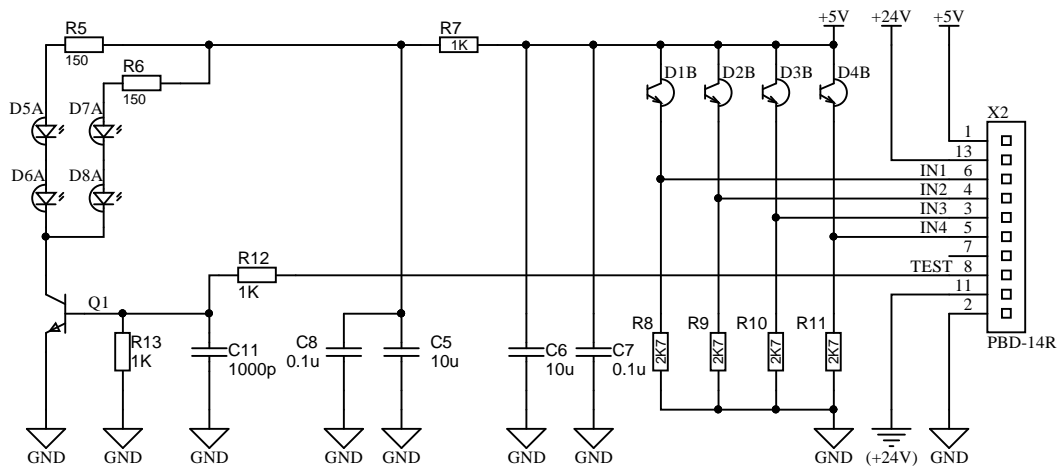 +5V +24V +5V
R5
150
R7
1K
R6
150
D1B D2B D3B D4B
D5A D7A
D6A D8A
X2
1
13
IN1 6
IN2 4
IN3 3
IN4 5
7
TEST 8
11
2
PBD-14R
R12
1K
Q1
R13
1K
C11
1000p
C8
0.1u
C5
10u
C6
10u
C7
0.1u
R8
2K7
R9
2K7
R10
2K7
R11
2K7
GND GND GND GND GND GND GND GND (+24V) GND